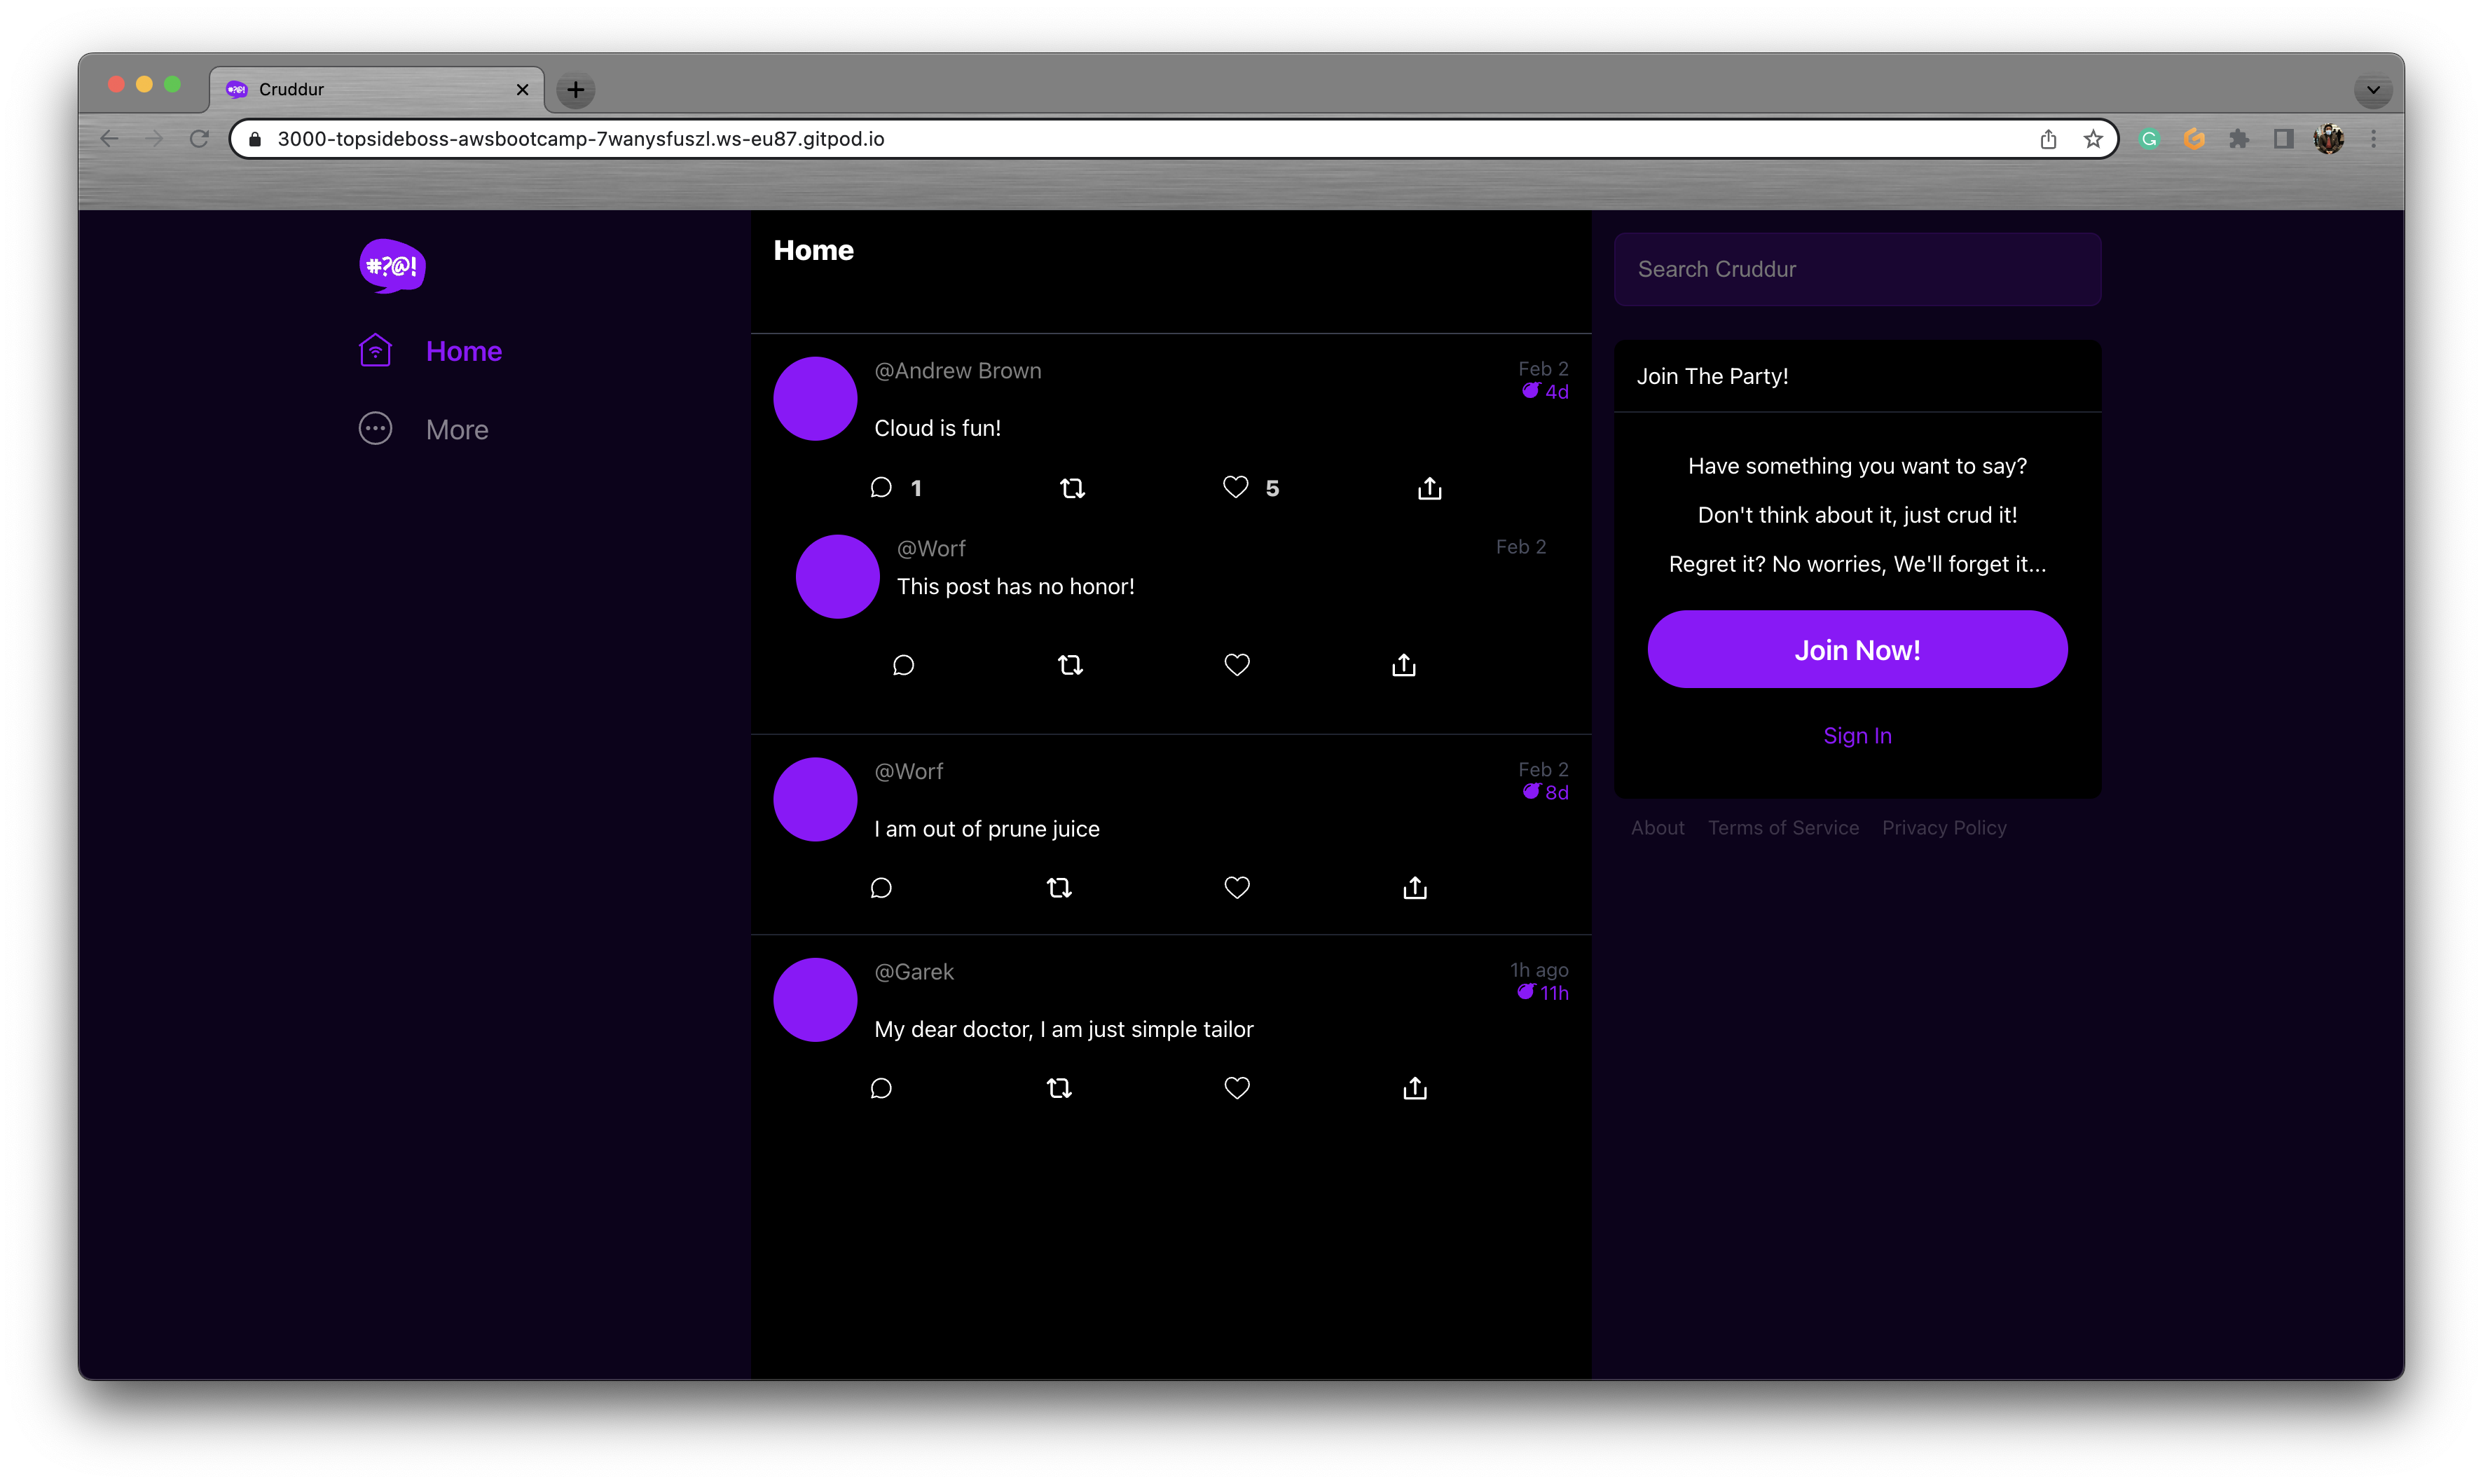 Cruddur
3000-topsideboss-awsbootcamp-7wanysfuszl.ws-eu87.gitpod.io
#?@!
Home
More
Home
@Andrew Brown
Feb 2
4d
Cloud is fun!
1
5
@Worf
Feb 2
This post has no honor!
@Worf
Feb 2
8d
I am out of prune juice
@Garek
1h ago
11h
My dear doctor, I am just simple tailor
Search Cruddur
Join The Party!
Have something you want to say?
Don't think about it, just crud it!
Regret it? No worries, We'll forget it...
Join Now!
Sign In
About Terms of Service Privacy Policy